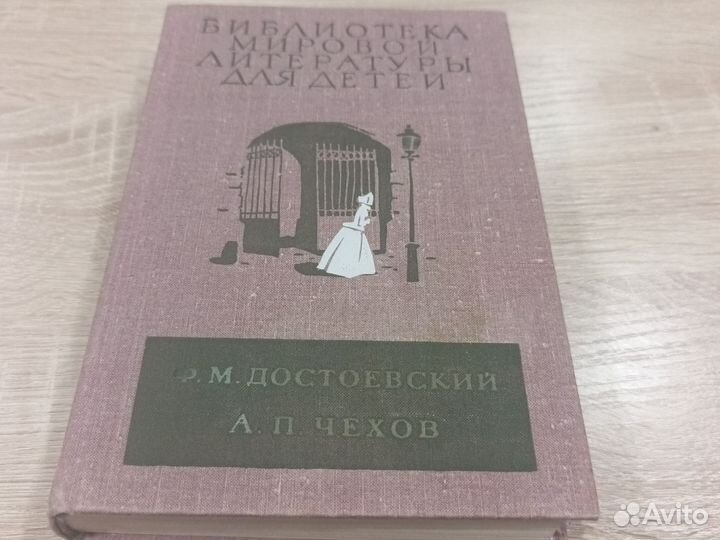 БИБЛИОТЕКА
МИРОВОЙ
ЛИТЕРАТУРЫ
ДЛЯ ДЕТЕЙ
Ф. М. ДОСТОЕВСКИЙ
А. П. ЧЕХОВ
Avito